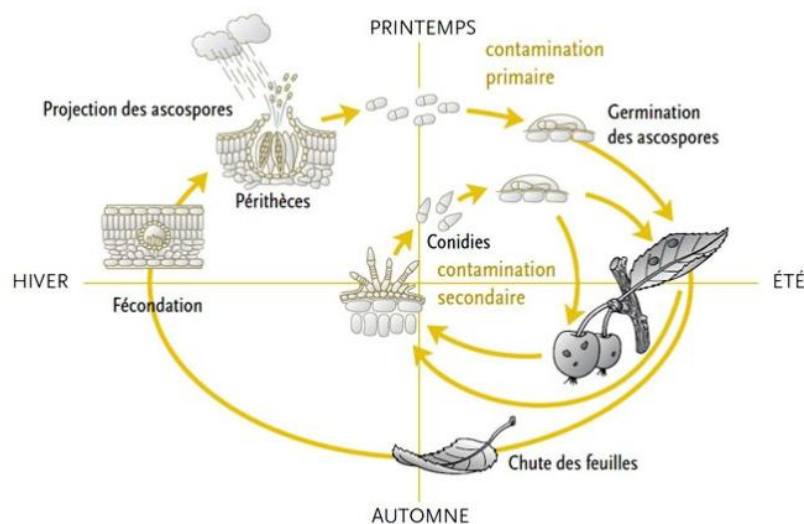 PRINTEMPS
contamination
primaire
Projection des ascospores
Germination
des ascospores
Périthèces
Conidies
contamination
secondaire
HIVER
ÉTÉ
Fécondation
Chute des feuilles
AUTOMNE